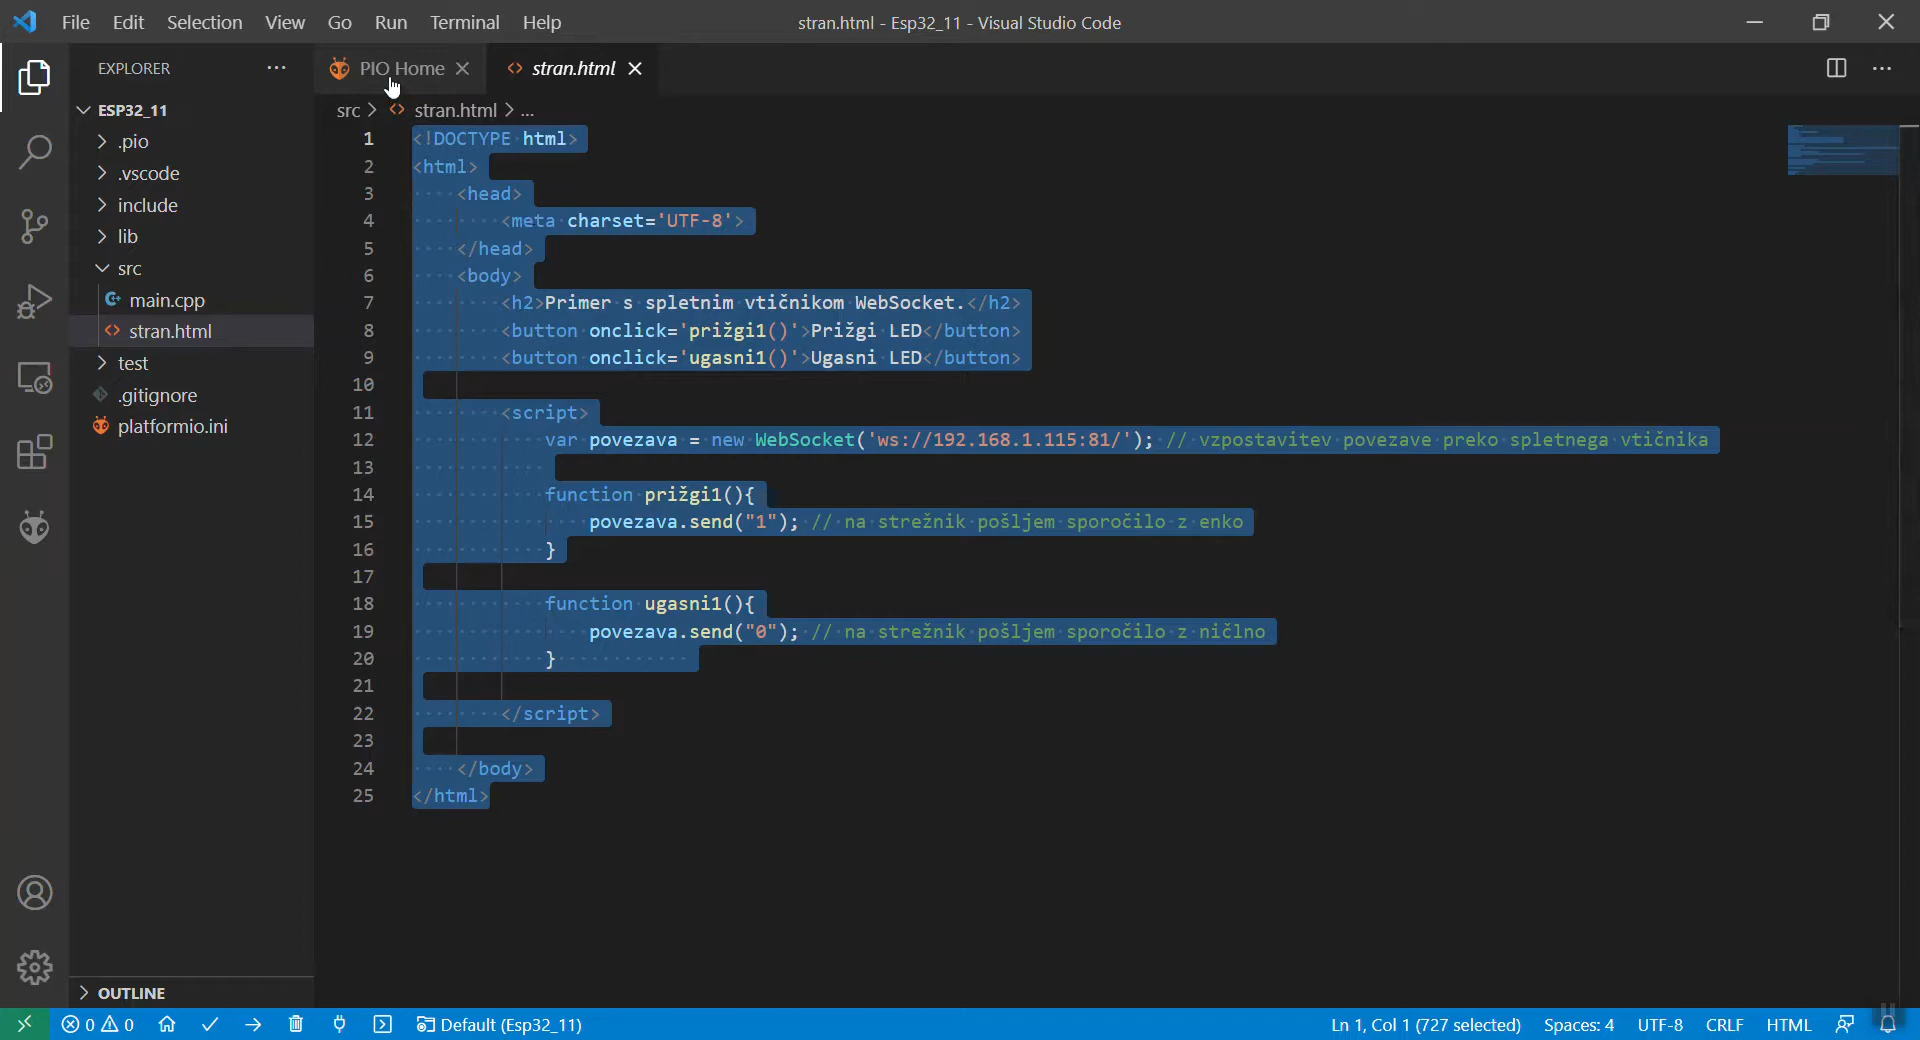 File Edit Selection View Go Run Terminal Help
stran.html - Esp32_11 - Visual Studio Code
EXPLORER
PIO Home
stran.html
ESP32_11
.pio
.vscode
include
lib
src
main.cpp
stran.html
test
.gitignore
platformio.ini
OUTLINE
src > stran.html > ...
1 <!DOCTYPE html>
2 <html>
3 <head>
4 <meta charset='UTF-8'>
5 </head>
6 <body>
7 <h2>Primer s spletnim vtičnikom WebSocket.</h2>
8 <button onclick='prižgi1()'>Prižgi LED</button>
9 <button onclick='ugasni1()'>Ugasni LED</button>
10
11 <script>
12 var povezava = new WebSocket('ws://192.168.1.115:81/'); // vzpostavitev povezave preko spletnega vtičnika
13
14 function prižgi1(){
15 povezava.send("1"); // na strežnik pošljem sporočilo z enko
16 }
17
18 function ugasni1(){
19 povezava.send("0"); // na strežnik pošljem sporočilo z ničlno
20 }
21
22 </script>
23
24 </body>
25 </html>
0 0 Default (Esp32_11)
Ln 1, Col 1 (727 selected) Spaces: 4 UTF-8 CRLF HTML